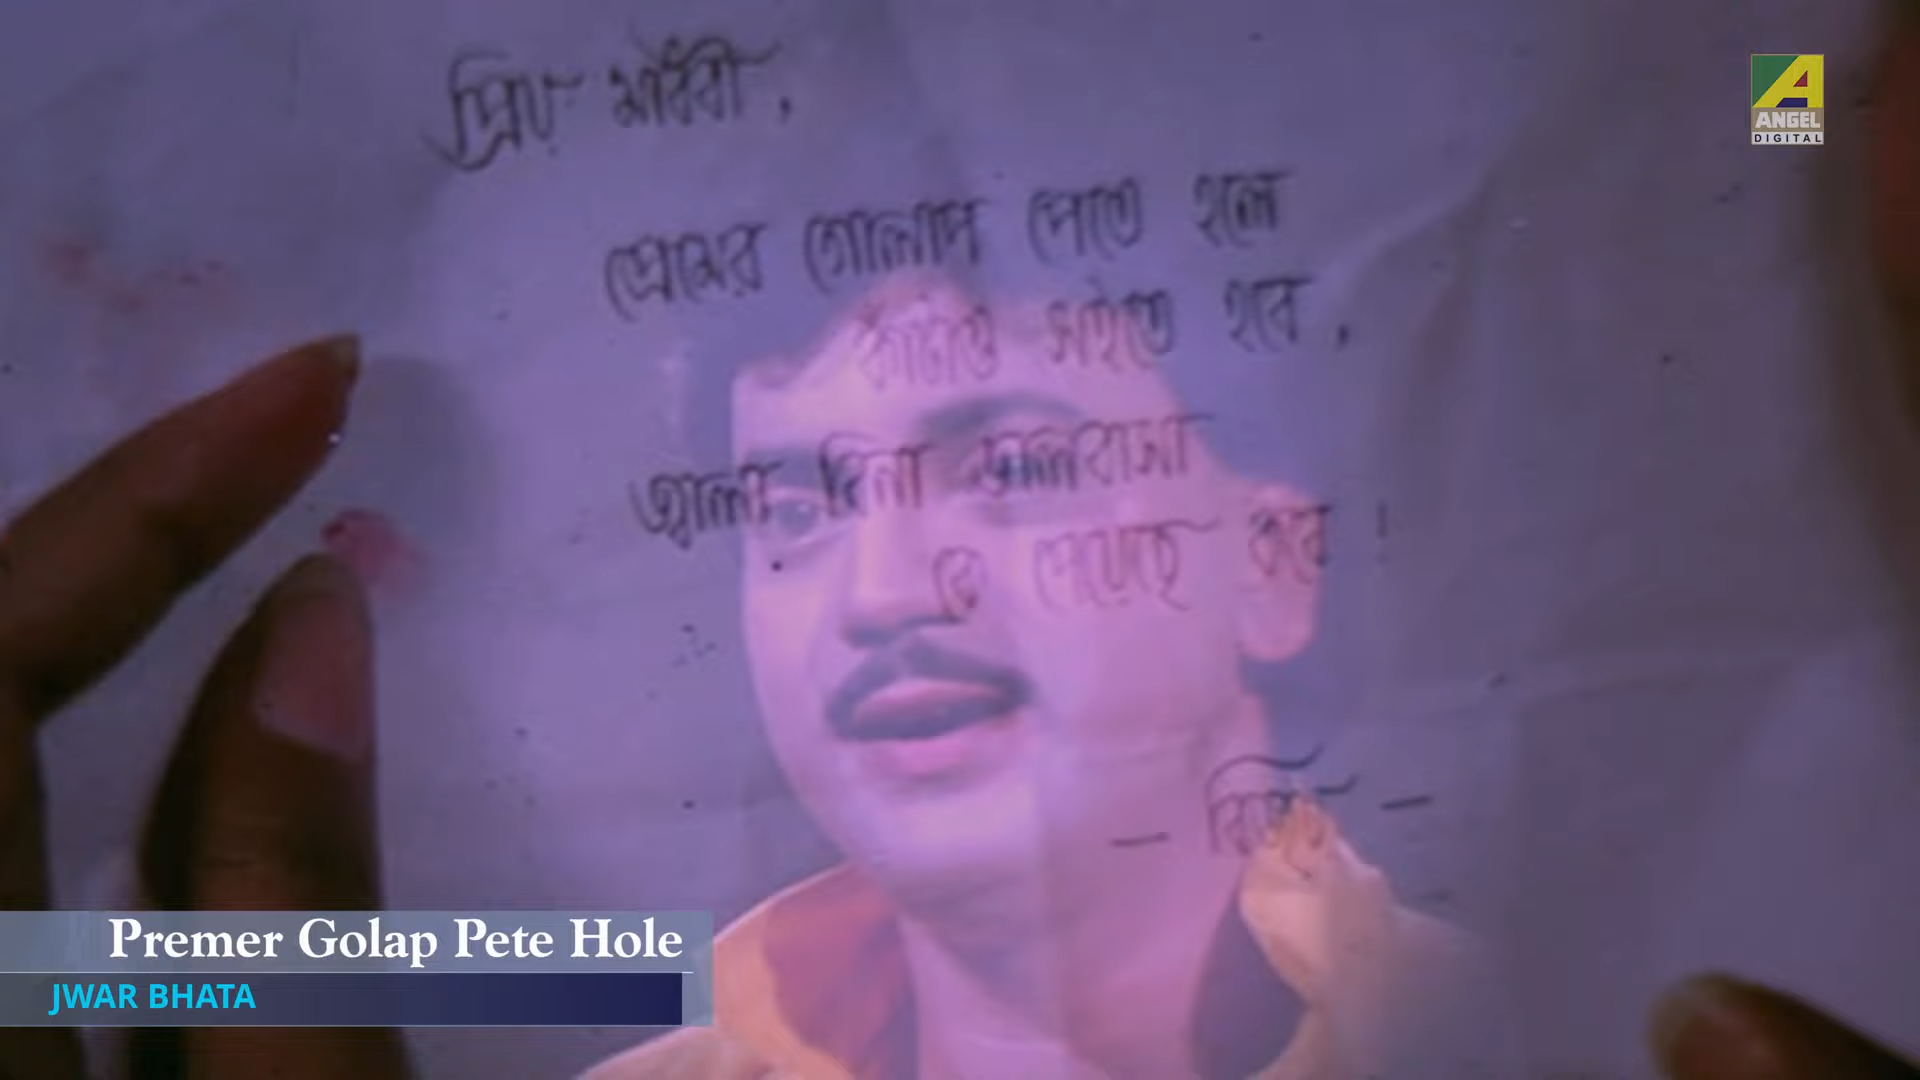 প্রিয় মাধবী,
প্রেমের গোলাপ পেতে হলে
কাঁটাও সইতে হবে,
জ্বালা বিনা ভালবাসা
কে পেয়েছে কবে !
ANGEL
DIGITAL
Premer Golap Pete Hole
JWAR BHATA